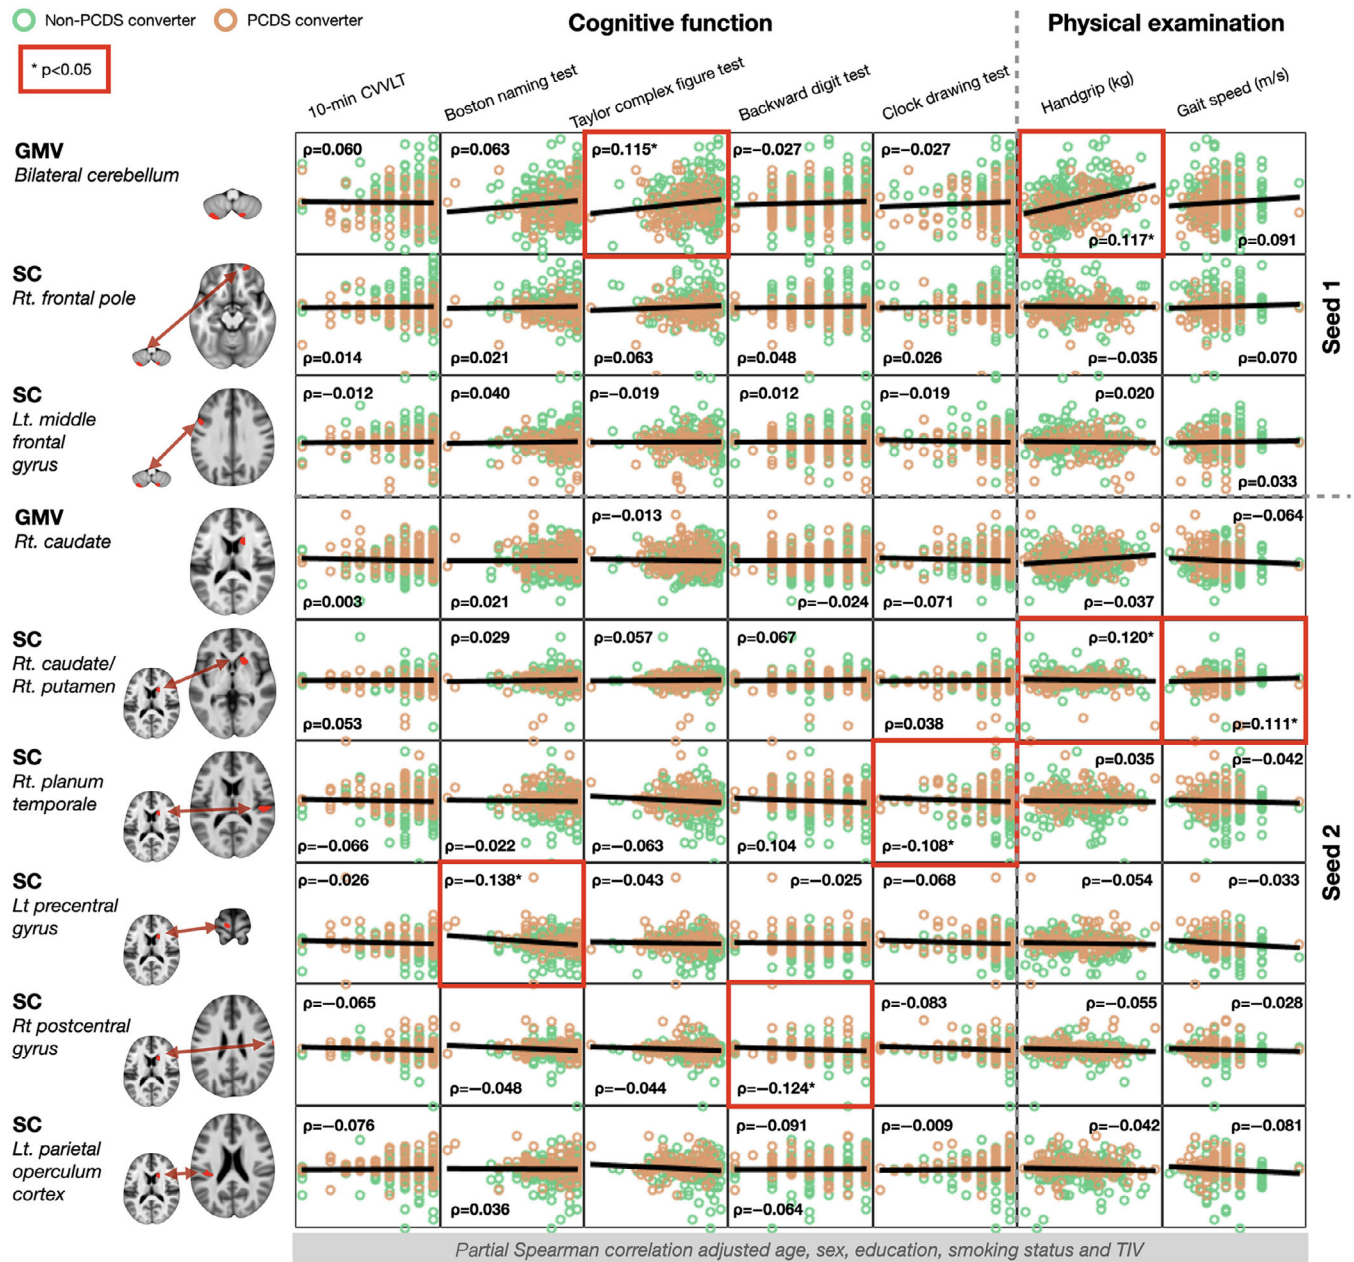 Non-PCDS converter PCDS converter
* p<0.05
Cognitive function Physical examination
10-min CVVLT
Boston naming test
Taylor complex figure test
Backward digit test
Clock drawing test
Handgrip (kg)
Gait speed (m/s)
GMV
Bilateral cerebellum
ρ=0.060 ρ=0.063 ρ=0.115* ρ=−0.027 ρ=−0.027 ρ=0.117* ρ=0.091
SC
Rt. frontal pole
ρ=0.014 ρ=0.021 ρ=0.063 ρ=0.048 ρ=0.026 ρ=−0.035 ρ=0.070
Seed 1
SC
Lt. middle
frontal
gyrus
ρ=−0.012 ρ=0.040 ρ=−0.019 ρ=0.012 ρ=−0.019 ρ=0.020 ρ=0.033
GMV
Rt. caudate
ρ=0.003 ρ=0.021 ρ=−0.013 ρ=−0.024 ρ=−0.071 ρ=−0.037 ρ=−0.064
SC
Rt. caudate/
Rt. putamen
ρ=0.053 ρ=0.029 ρ=0.057 ρ=0.067 ρ=0.038 ρ=0.120* ρ=0.111*
SC
Rt. planum
temporale
ρ=−0.066 ρ=−0.022 ρ=−0.063 ρ=0.104 ρ=-0.108* ρ=0.035 ρ=−0.042
Seed 2
SC
Lt precentral
gyrus
ρ=−0.026 ρ=−0.138* ρ=−0.043 ρ=−0.025 ρ=−0.068 ρ=−0.054 ρ=−0.033
SC
Rt postcentral
gyrus
ρ=−0.065 ρ=−0.048 ρ=−0.044 ρ=−0.124* ρ=-0.083 ρ=−0.055 ρ=−0.028
SC
Lt. parietal
operculum
cortex
ρ=−0.076 ρ=0.036 ρ=−0.091 ρ=−0.064 ρ=−0.009 ρ=−0.042 ρ=−0.081
Partial Spearman correlation adjusted age, sex, education, smoking status and TIV